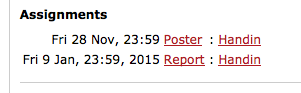 Assignments
Fri 28 Nov, 23:59 Poster : Handin
Fri 9 Jan, 23:59, 2015 Report : Handin